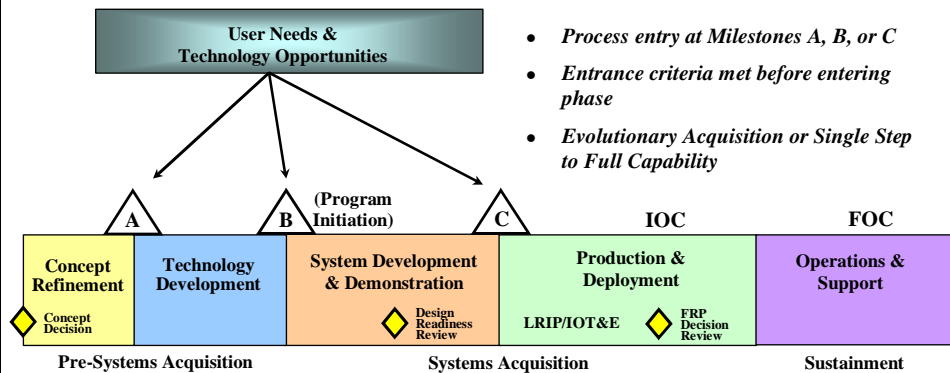 User Needs &
Technology Opportunities
• Process entry at Milestones A, B, or C
• Entrance criteria met before entering
phase
• Evolutionary Acquisition or Single Step
to Full Capability
A
B
(Program
Initiation)
C
IOC
FOC
Concept
Refinement
Technology
Development
System Development
& Demonstration
Production &
Deployment
Operations &
Support
Concept
Decision
Design
Readiness
Review
LRIP/IOT&E
FRP
Decision
Review
Pre-Systems Acquisition
Systems Acquisition
Sustainment